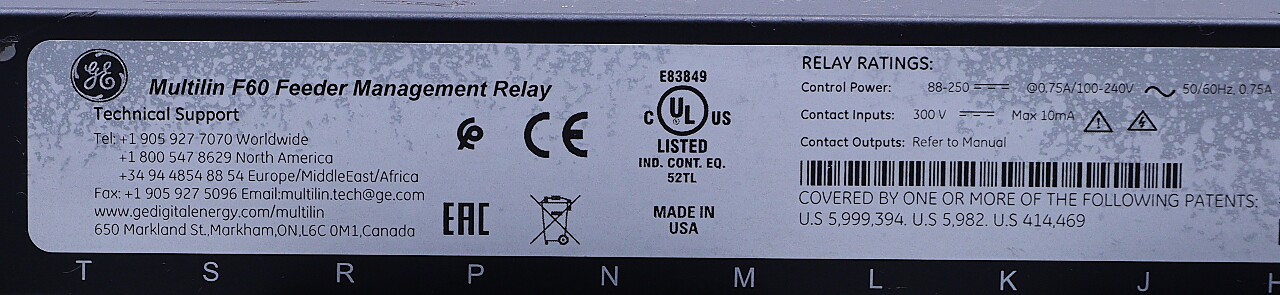 GE
Multilin F60 Feeder Management Relay
Technical Support
Tel: +1 905 927 7070 Worldwide
+1 800 547 8629 North America
+34 94 4854 88 54 Europe/MiddleEast/Africa
Fax: +1 905 927 5096 Email:multilin.tech@ge.com
www.gedigitalenergy.com/multilin
650 Markland St.,Markham,ON,L6C 0M1,Canada
CE
EAC
E83849
C UL US
LISTED
IND. CONT. EQ.
52TL
MADE IN
USA
RELAY RATINGS:
Control Power: 88-250 @0.75A/100-240V 50/60Hz, 0.75A
Contact Inputs: 300 V Max 10mA
Contact Outputs: Refer to Manual
COVERED BY ONE OR MORE OF THE FOLLOWING PATENTS:
U.S 5,999,394. U.S 5,982. U.S 414,469
T S R P N M L K J H